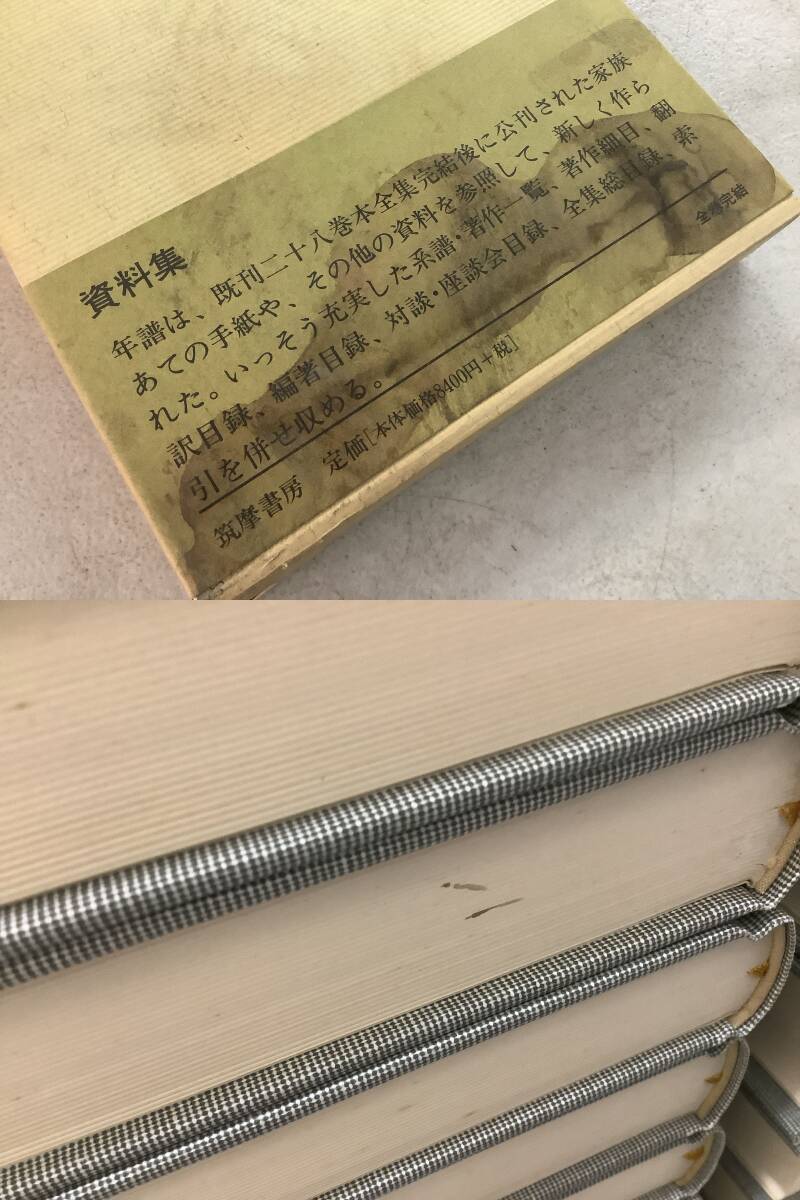 資料集
年譜は、既刊二十八巻本全集完結後に公刊された家族
あての手紙や、その他の資料を参照して、新しく作ら
れた。いっそう充実した系譜・著作一覧、著作細目、翻
訳目録、編著目録、対談・座談会目録、全集総目録、索
引を併せ収める。
全巻完結
筑摩書房 定価[本体価格8400円+税]